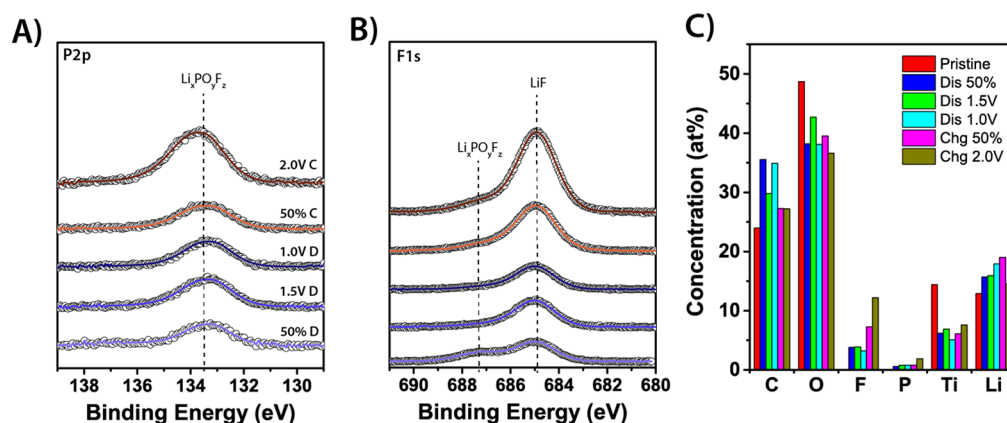 A)
P2p
LiₓPOᵧF_z
2.0V C
50% C
1.0V D
1.5V D
50% D
138
136
134
132
130
Binding Energy (eV)
B)
F1s
LiF
LiₓPOᵧF_z
690
688
686
684
682
680
Binding Energy (eV)
C)
Concentration (at%)
50
40
30
20
10
0
Pristine
Dis 50%
Dis 1.5V
Dis 1.0V
Chg 50%
Chg 2.0V
C
O
F
P
Ti
Li